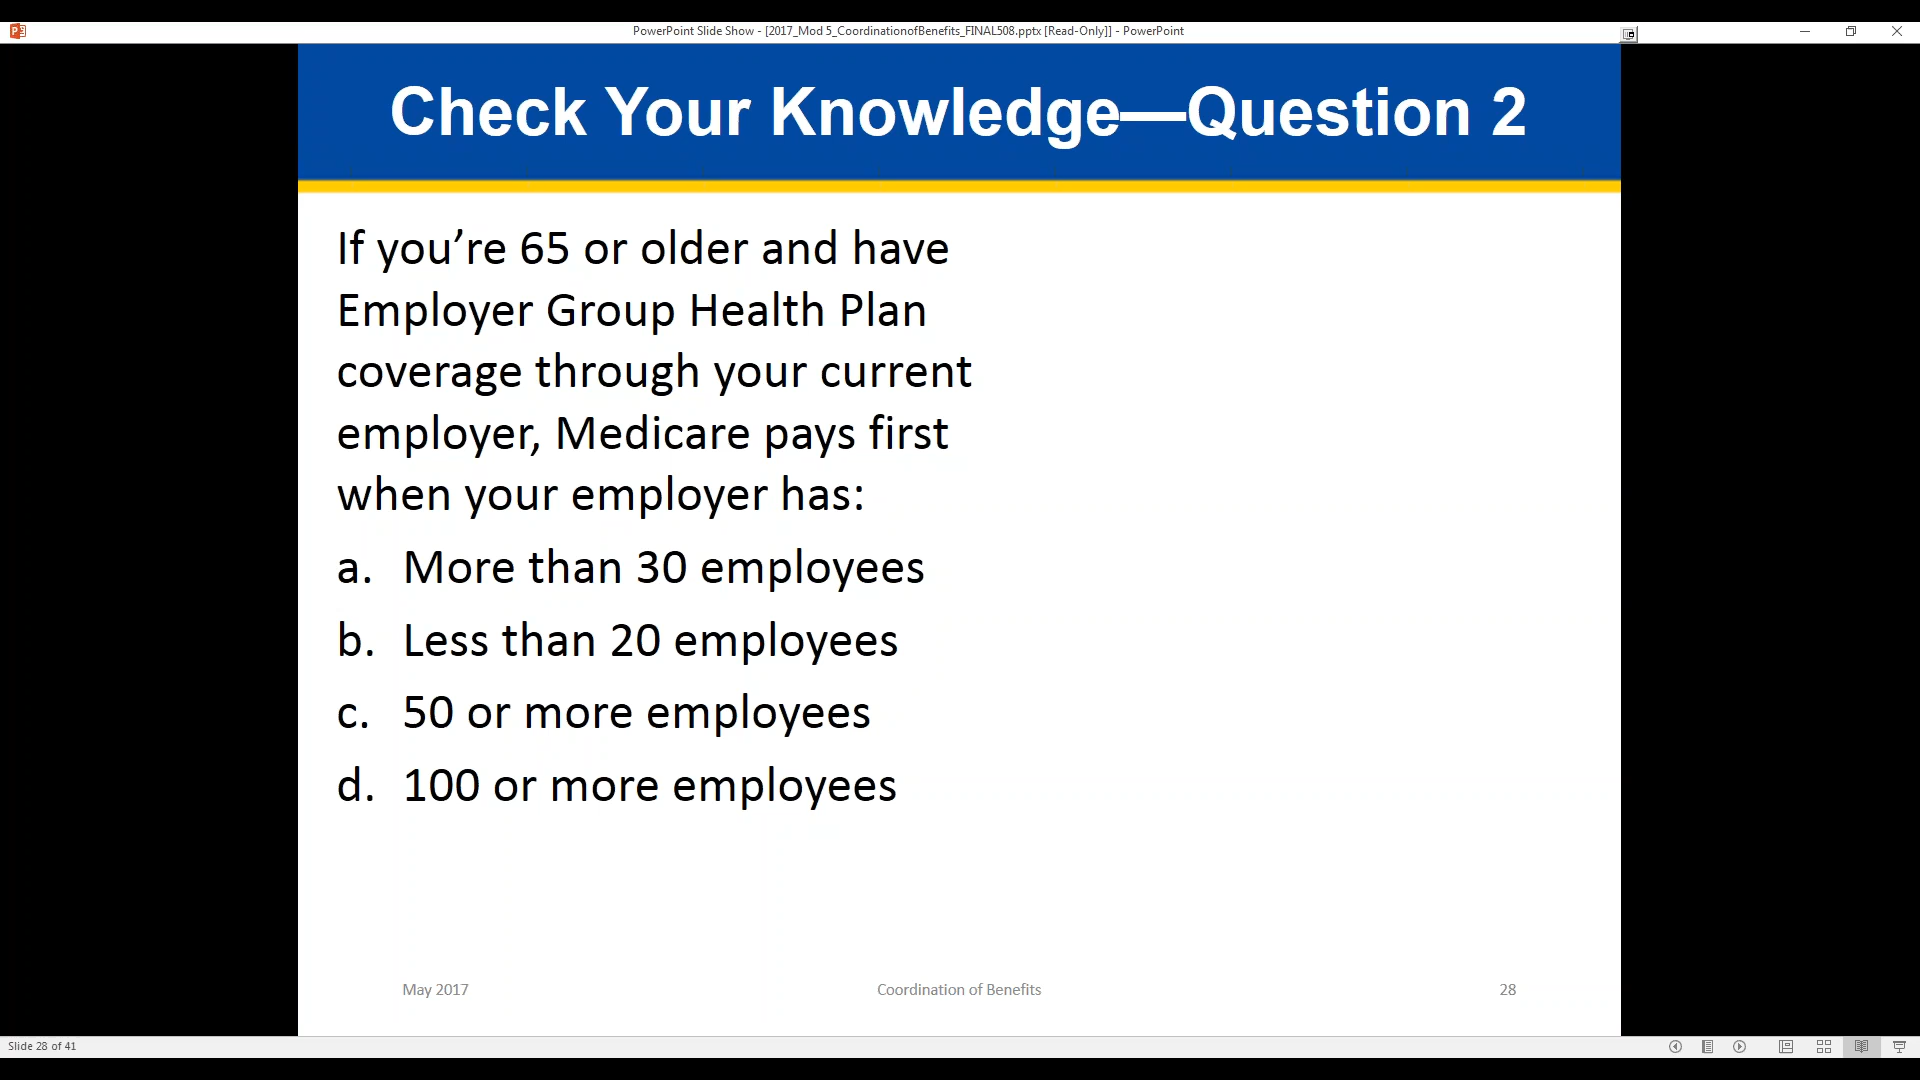 PowerPoint Slide Show - [2017_Mod 5_CoordinationofBenefits_FINAL508.pptx [Read-Only]] - PowerPoint
Check Your Knowledge—Question 2
If you’re 65 or older and have
Employer Group Health Plan
coverage through your current
employer, Medicare pays first
when your employer has:
a. More than 30 employees
b. Less than 20 employees
c. 50 or more employees
d. 100 or more employees
May 2017
Coordination of Benefits
28
Slide 28 of 41